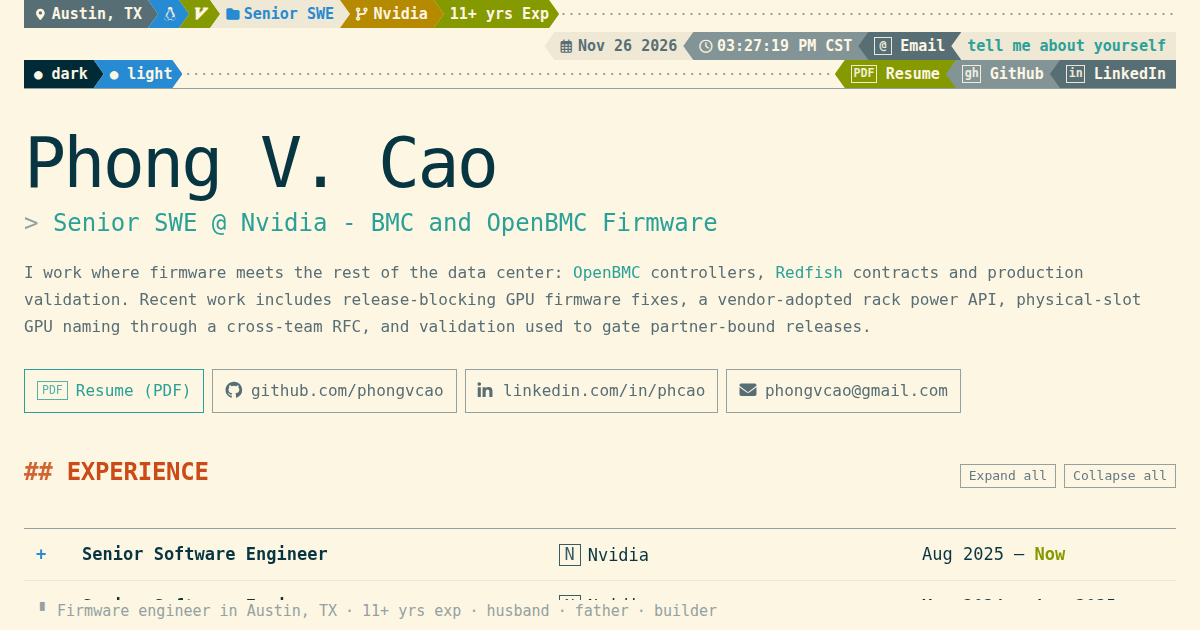 Austin, TX V Senior SWE Nvidia 11+ yrs Exp
Nov 26 2026 03:27:19 PM CST @ Email tell me about yourself
● dark ● light PDF Resume gh GitHub in LinkedIn
Phong V. Cao
> Senior SWE @ Nvidia - BMC and OpenBMC Firmware
I work where firmware meets the rest of the data center: OpenBMC controllers, Redfish contracts and production
validation. Recent work includes release-blocking GPU firmware fixes, a vendor-adopted rack power API, physical-slot
GPU naming through a cross-team RFC, and validation used to gate partner-bound releases.
PDF Resume (PDF) github.com/phongvcao linkedin.com/in/phcao phongvcao@gmail.com
## EXPERIENCE Expand all Collapse all
+ Senior Software Engineer N Nvidia Aug 2025 — Now
Firmware engineer in Austin, TX · 11+ yrs exp · husband · father · builder